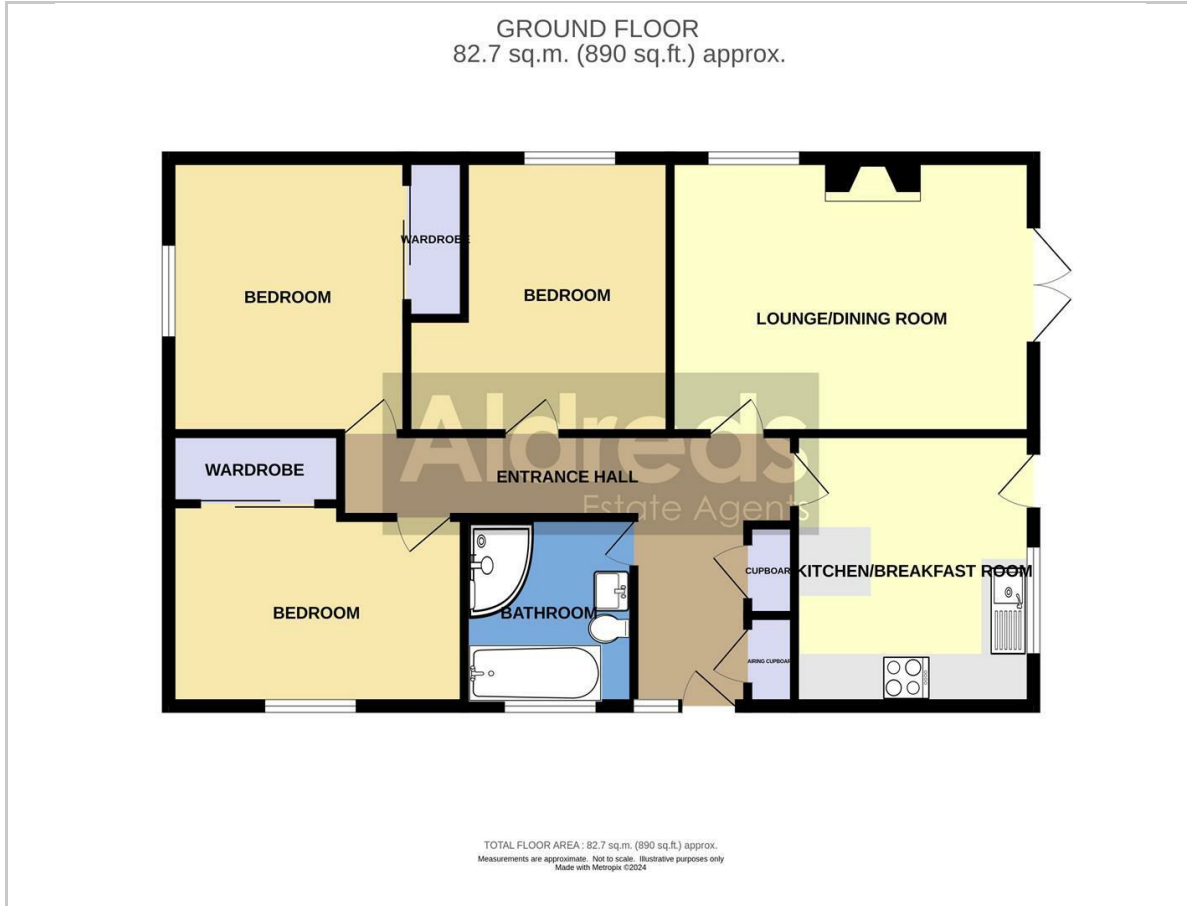 GROUND FLOOR
82.7 sq.m. (890 sq.ft.) approx.
WARDROBE
BEDROOM
BEDROOM
LOUNGE/DINING ROOM
WARDROBE
ENTRANCE HALL
Aldreds
Estate Agents
CUPBOARD
KITCHEN/BREAKFAST ROOM
BEDROOM
BATHROOM
AIRING CUPBOARD
TOTAL FLOOR AREA : 82.7 sq.m. (890 sq.ft.) approx.
Measurements are approximate. Not to scale. Illustrative purposes only
Made with Metropix ©2024